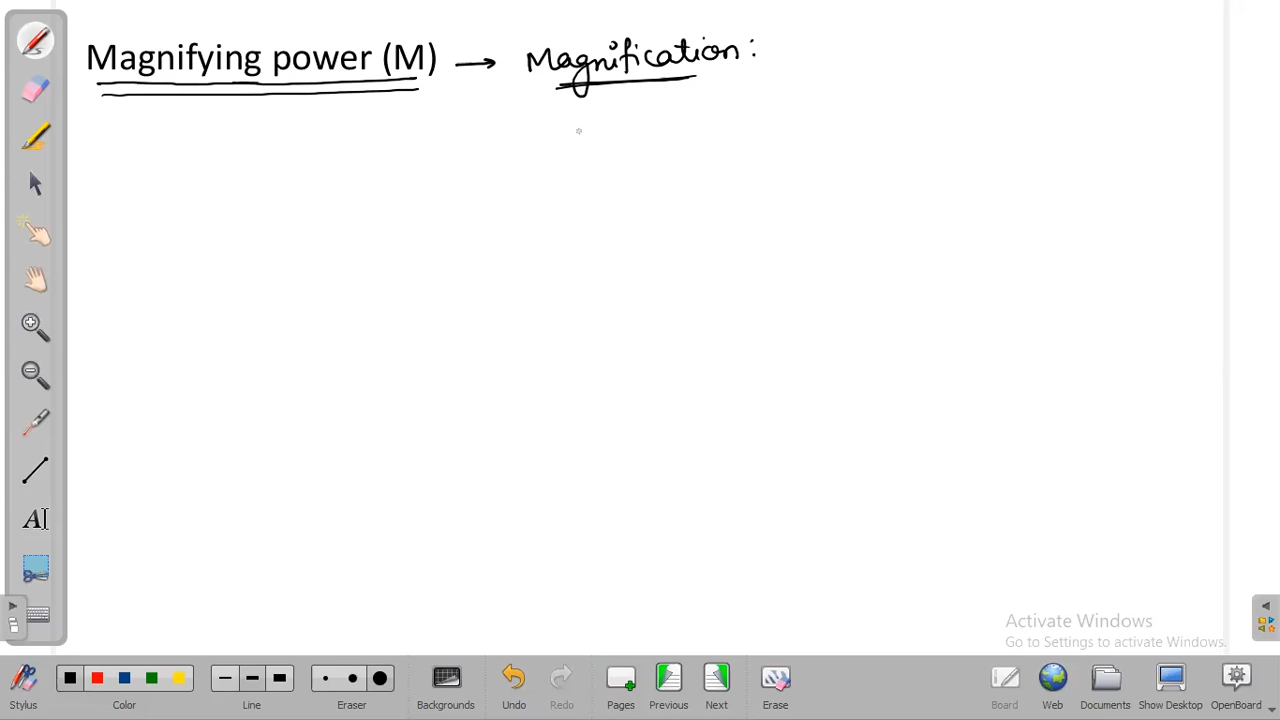 Magnifying power (M) → Magnification:
AI
Activate Windows
Go to Settings to activate Windows.
Stylus Color Line Eraser Backgrounds Undo Redo Pages Previous Next Erase Board Web Documents Show Desktop OpenBoard